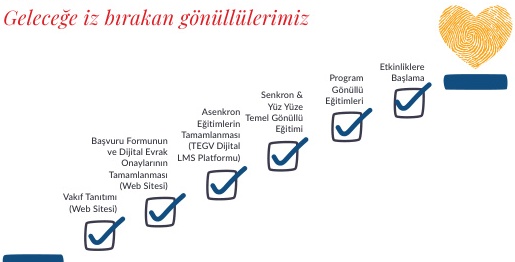 Geleceğe iz bırakan gönüllülerimiz
Vakıf Tanıtımı
(Web Sitesi)
Başvuru Formunun
ve Dijital Evrak
Onaylarının
Tamamlanması
(Web Sitesi)
Asenkron
Eğitimlerin
Tamamlanması
(TEGV Dijital
LMS Platformu)
Senkron &
Yüz Yüze
Temel Gönüllü
Eğitimi
Program
Gönüllü
Eğitimleri
Etkinliklere
Başlama